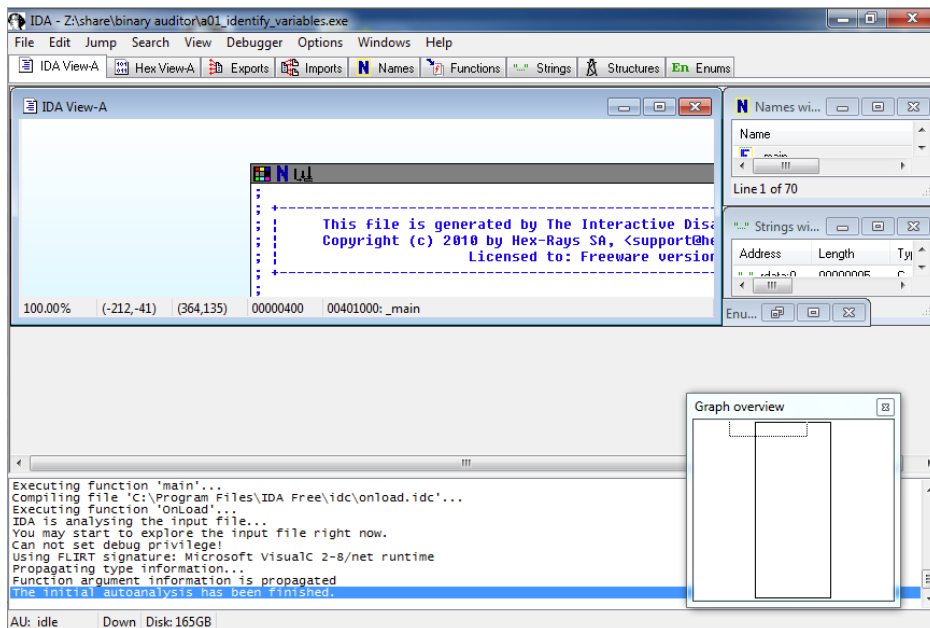 IDA - Z:\share\binary auditor\a01_identify_variables.exe
File Edit Jump Search View Debugger Options Windows Help
IDA View-A Hex View-A Exports Imports N Names Functions "..." Strings Structures En Enums
IDA View-A
N Names wi...
Name
_main
Line 1 of 70
; +
; | This file is generated by The Interactive Disa
; | Copyright (c) 2010 by Hex-Rays SA, <support@he
; | Licensed to: Freeware version
; +
;
100.00% (-212,-41) (364,135) 00000400 00401000: _main
"..." Strings wi...
Address Length Ty
Enu...
Graph overview
Executing function 'main'...
Compiling file 'C:\Program Files\IDA Free\idc\onload.idc'...
Executing function 'OnLoad'...
IDA is analysing the input file...
You may start to explore the input file right now.
Can not set debug privilege!
Using FLIRT signature: Microsoft VisualC 2-8/net runtime
Propagating type information...
Function argument information is propagated
The initial autoanalysis has been finished.
AU: idle Down Disk: 165GB